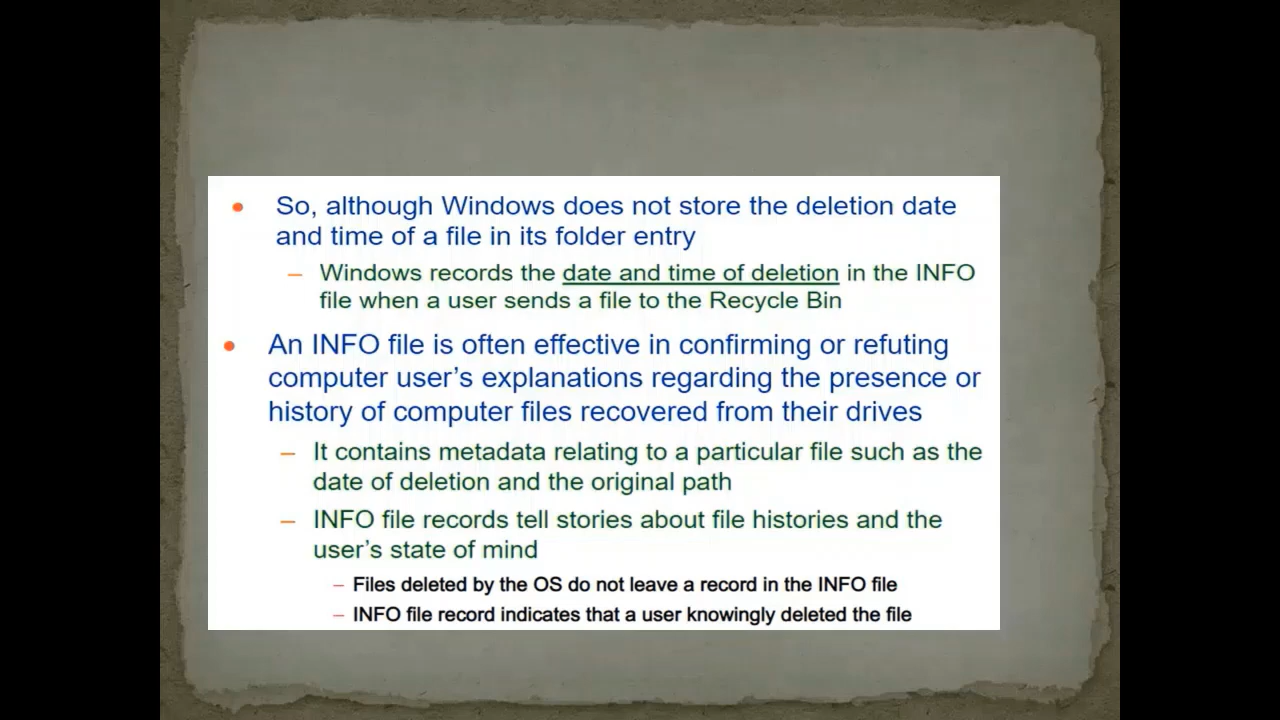 • So, although Windows does not store the deletion date
and time of a file in its folder entry
– Windows records the date and time of deletion in the INFO
file when a user sends a file to the Recycle Bin
• An INFO file is often effective in confirming or refuting
computer user's explanations regarding the presence or
history of computer files recovered from their drives
– It contains metadata relating to a particular file such as the
date of deletion and the original path
– INFO file records tell stories about file histories and the
user's state of mind
– Files deleted by the OS do not leave a record in the INFO file
– INFO file record indicates that a user knowingly deleted the file